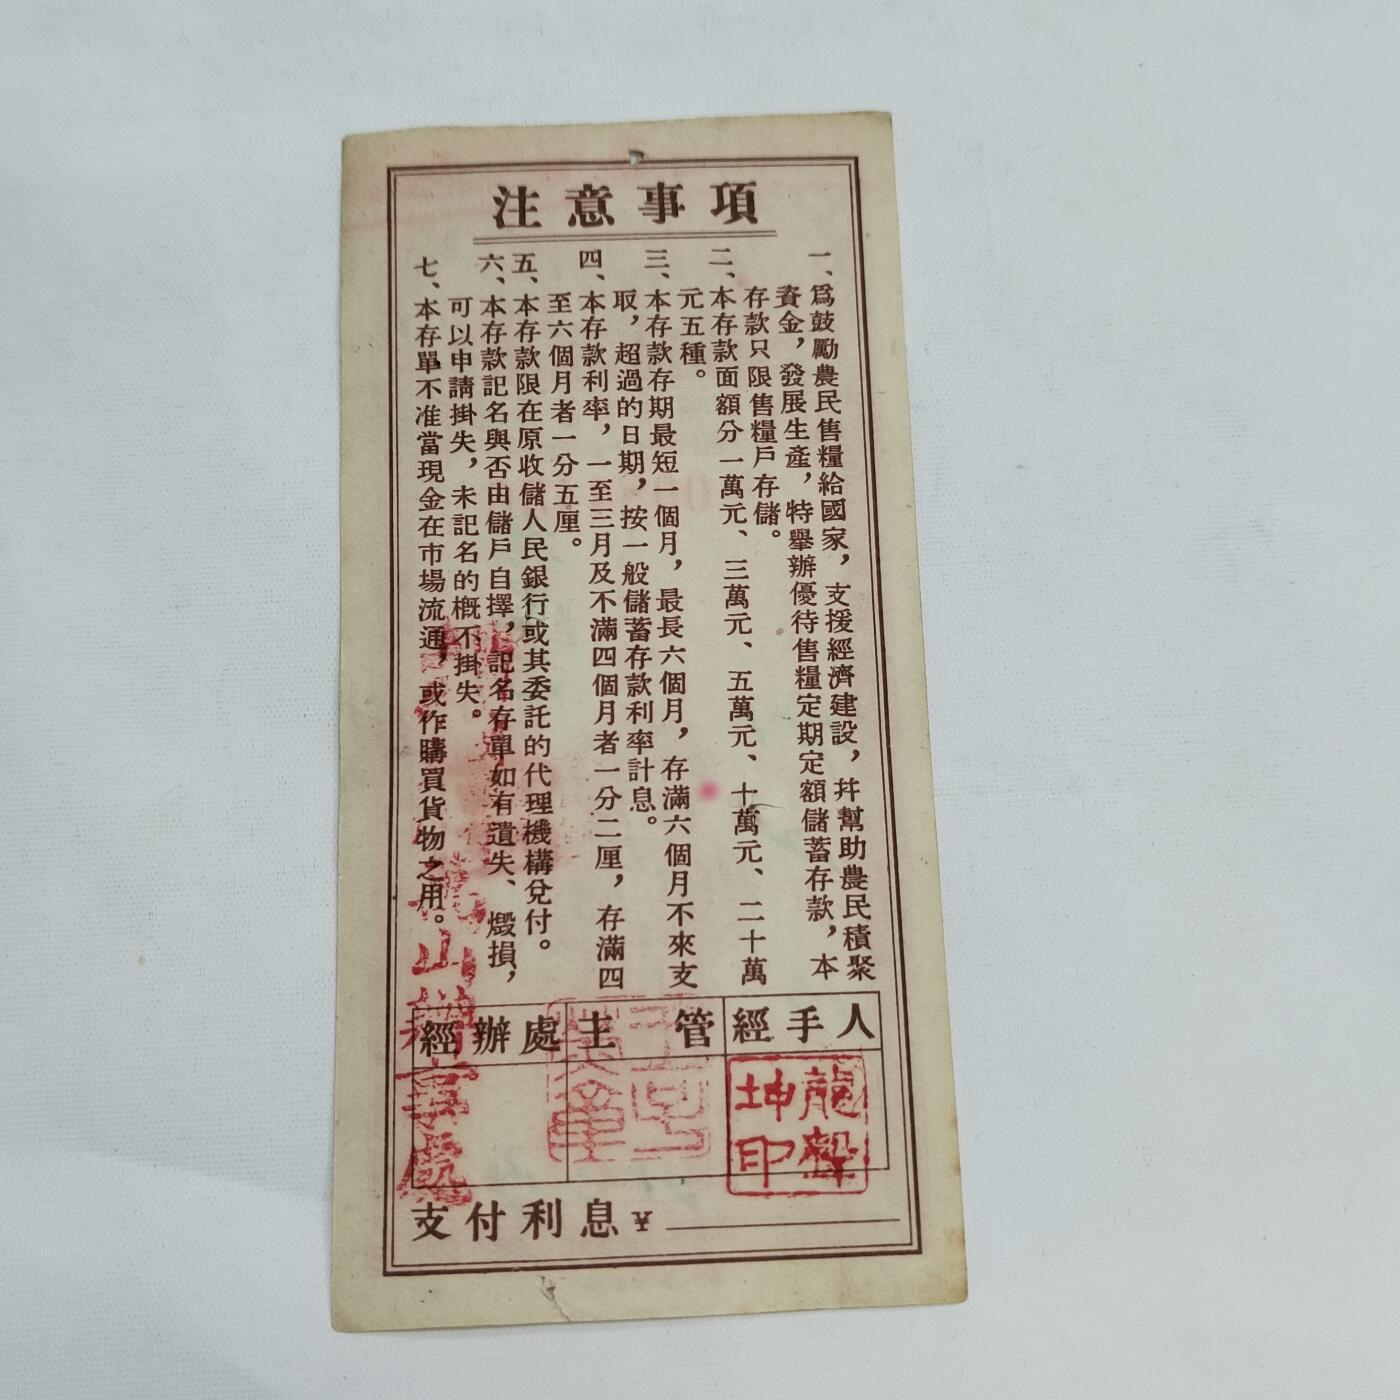 注意事項
一、爲鼓勵農民售糧給國家，支援經濟建設，并幫助農民積聚
資金，發展生產，特舉辦優待售糧定期定額儲蓄存款，本
存款只限售糧戶存儲。
二、本存款面額分一萬元、三萬元、五萬元、十萬元、二十萬
元五種。
三、本存款存期最短一個月，最長六個月，存滿六個月不來支
取，超過的日期，按一般儲蓄存款利率計息。
四、本存款利率，一至三月及不滿四個月者一分二厘，存滿四
至六個月者一分五厘。
五、本存款限在原收儲人民銀行或其委託的代理機構兌付。
六、本存款記名與否由儲戶自擇，記名存單如有遺失、燬損，
可以申請掛失，未記名的概不掛失。
七、本存單不准當現金在市場流通，或作購買貨物之用。
經辦處 主管 經手人
坤印
支付利息¥